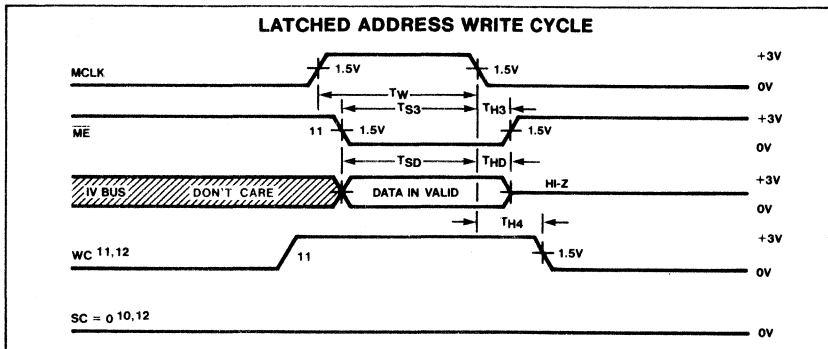 LATCHED ADDRESS WRITE CYCLE
+3V
MCLK 1.5V 1.5V 0V
TW
TS3 TH3
+3V
ME 11 1.5V 1.5V 0V
TSD THD
IV BUS DON'T CARE DATA IN VALID HI-Z +3V
0V
TH4
+3V
WC 11,12 11 1.5V 0V
SC = 0 10,12 0V